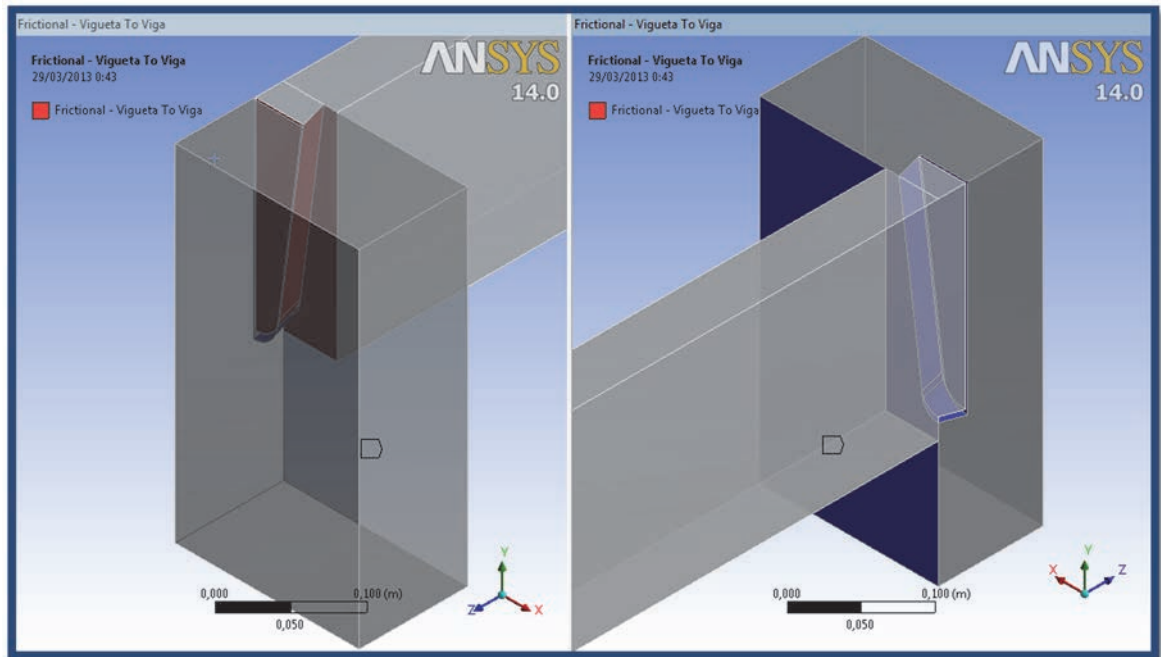 Frictional - Vigueta To Viga
Frictional - Vigueta To Viga
29/03/2013 0:43
Frictional - Vigueta To Viga
ANSYS
14.0
Y
Z
X
0,000
0,100 (m)
0,050
Frictional - Vigueta To Viga
Frictional - Vigueta To Viga
29/03/2013 0:43
Frictional - Vigueta To Viga
ANSYS
14.0
Y
X
Z
0,000
0,100 (m)
0,050